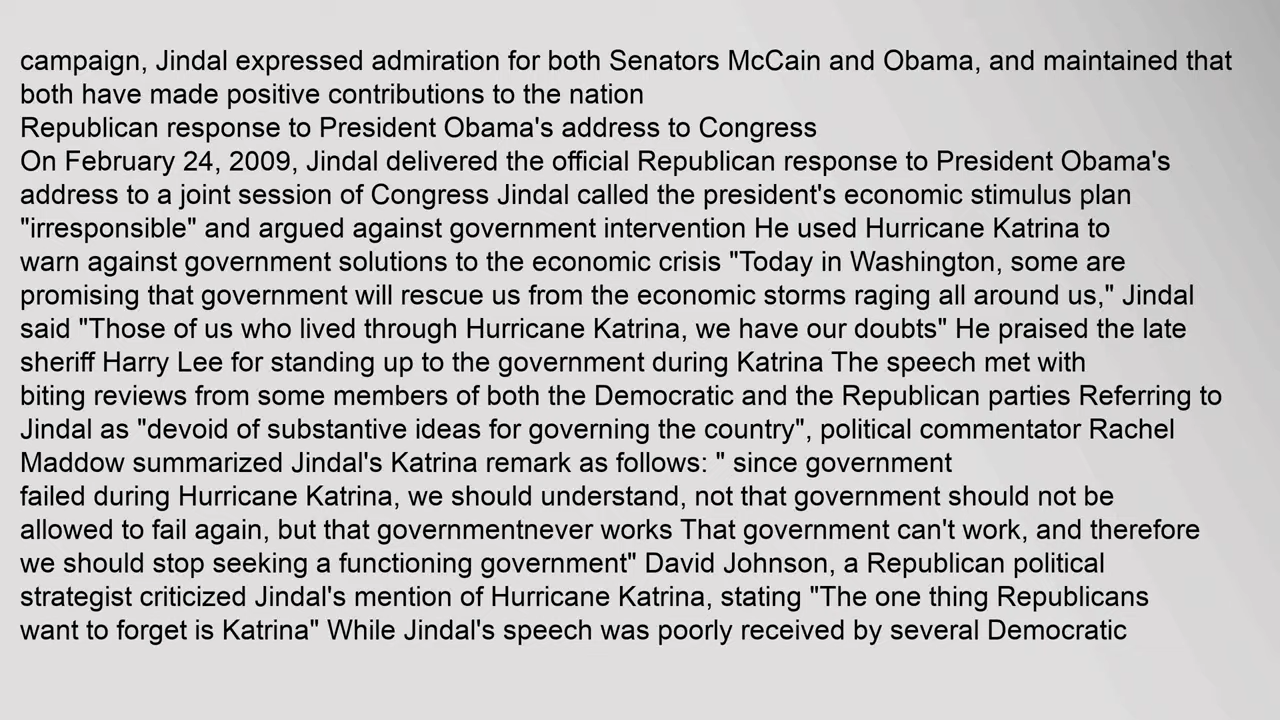 campaign, Jindal expressed admiration for both Senators McCain and Obama, and maintained that
both have made positive contributions to the nation
Republican response to President Obama's address to Congress
On February 24, 2009, Jindal delivered the official Republican response to President Obama's
address to a joint session of Congress Jindal called the president's economic stimulus plan
"irresponsible" and argued against government intervention He used Hurricane Katrina to
warn against government solutions to the economic crisis "Today in Washington, some are
promising that government will rescue us from the economic storms raging all around us," Jindal
said "Those of us who lived through Hurricane Katrina, we have our doubts" He praised the late
sheriff Harry Lee for standing up to the government during Katrina The speech met with
biting reviews from some members of both the Democratic and the Republican parties Referring to
Jindal as "devoid of substantive ideas for governing the country", political commentator Rachel
Maddow summarized Jindal's Katrina remark as follows: " since government
failed during Hurricane Katrina, we should understand, not that government should not be
allowed to fail again, but that governmentnever works That government can't work, and therefore
we should stop seeking a functioning government" David Johnson, a Republican political
strategist criticized Jindal's mention of Hurricane Katrina, stating "The one thing Republicans
want to forget is Katrina" While Jindal's speech was poorly received by several Democratic